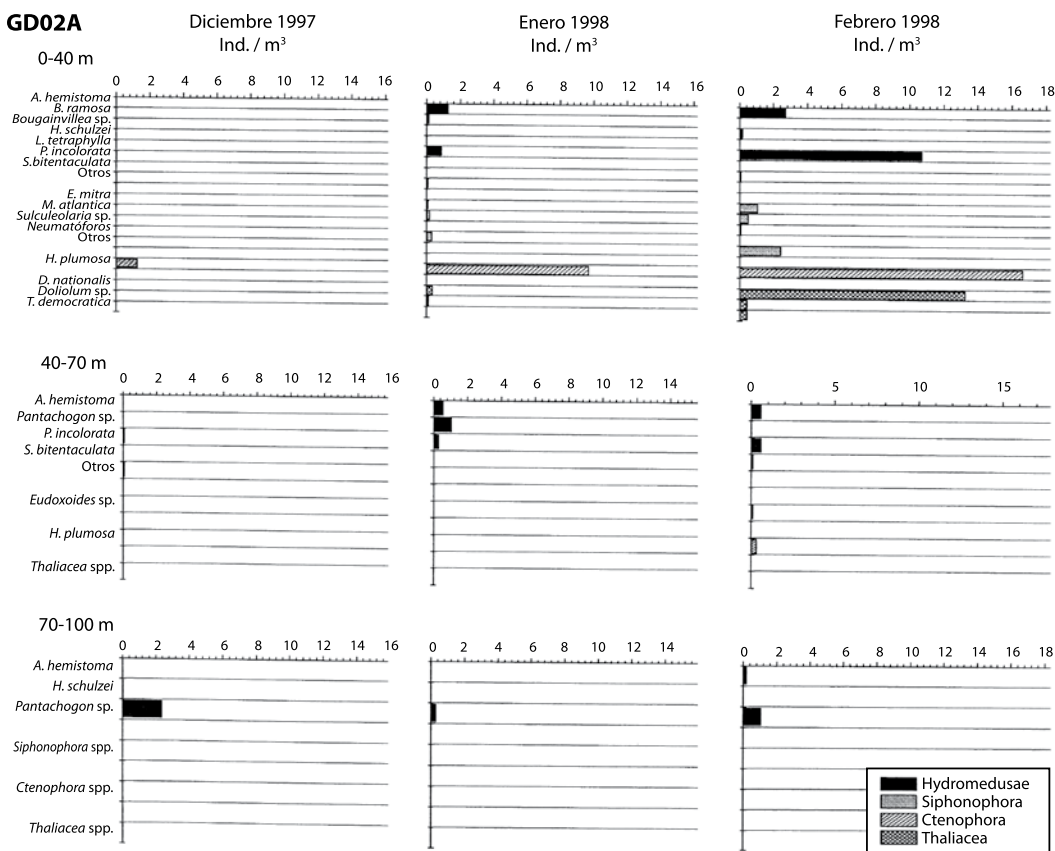 GD02A
Diciembre 1997
Enero 1998
Febrero 1998
Ind. / m³
Ind. / m³
Ind. / m³
0-40 m
0 2 4 6 8 10 12 14 16
0 2 4 6 8 10 12 14 16
0 2 4 6 8 10 12 14 16 18
A. hemistoma
B. ramosa
Bougainvillea sp.
H. schulzei
L. tetraphylla
P. incolorata
S.bitentaculata
Otros
E. mitra
M. atlantica
Sulculeolaria sp.
Neumatóforos
Otros
H. plumosa
D. nationalis
Doliolum sp.
T. democratica
40-70 m
0 2 4 6 8 10 12 14 16
0 2 4 6 8 10 12 14
0 5 10 15
A. hemistoma
Pantachogon sp.
P. incolorata
S. bitentaculata
Otros
Eudoxoides sp.
H. plumosa
Thaliacea spp.
70-100 m
0 2 4 6 8 10 12 14 16
0 2 4 6 8 10 12 14
0 2 4 6 8 10 12 14 16 18
A. hemistoma
H. schulzei
Pantachogon sp.
Siphonophora spp.
Ctenophora spp.
Thaliacea spp.
Hydromedusae
Siphonophora
Ctenophora
Thaliacea